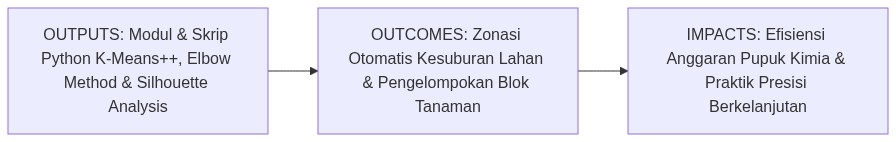 OUTPUTS: Modul & Skrip
Python K-Means++, Elbow
Method & Silhouette
Analysis
OUTCOMES: Zonasi
Otomatis Kesuburan Lahan
& Pengelompokan Blok
Tanaman
IMPACTS: Efisiensi
Anggaran Pupuk Kimia &
Praktik Presisi
Berkelanjutan